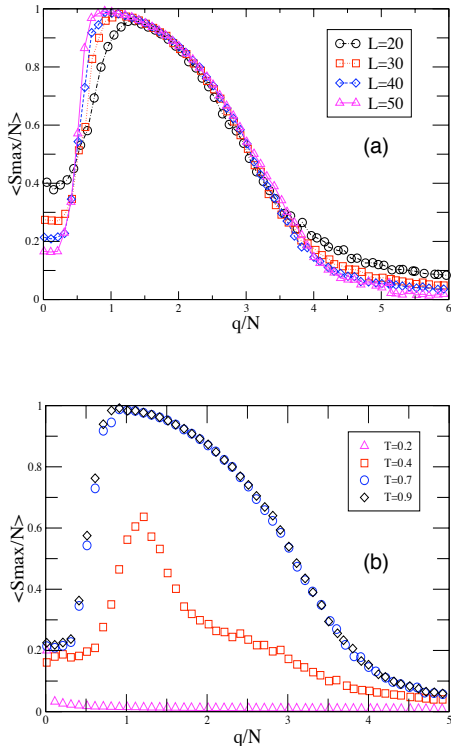 1
0.8
0.6
0.4
0.2
0
<Smax/N>
L=20
L=30
L=40
L=50
(a)
0 1 2 3 4 5 6
q/N
1
0.8
0.6
0.4
0.2
0
<Smax/N>
T=0.2
T=0.4
T=0.7
T=0.9
(b)
0 1 2 3 4 5
q/N